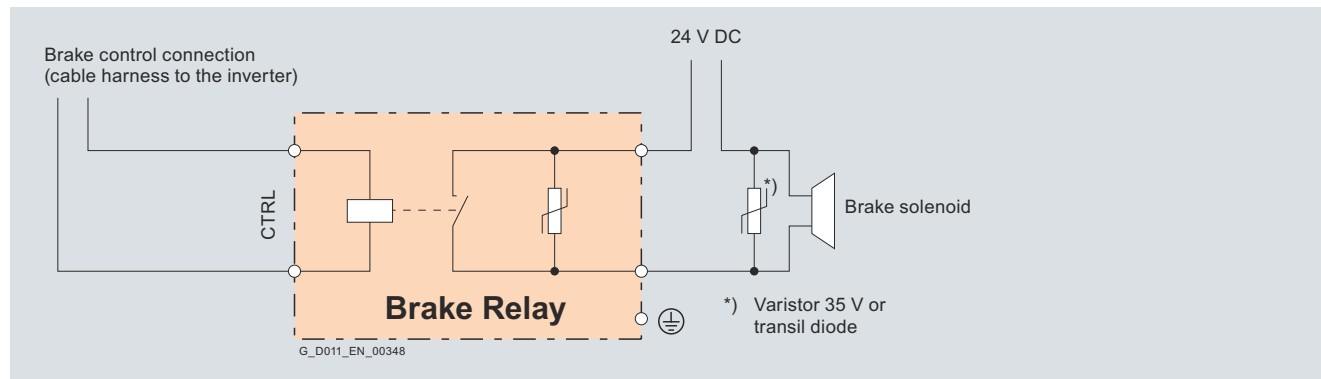 24 V DC
Brake control connection
(cable harness to the inverter)
CTRL
*)
Brake solenoid
Brake Relay
*) Varistor 35 V or
transil diode
G_D011_EN_00348